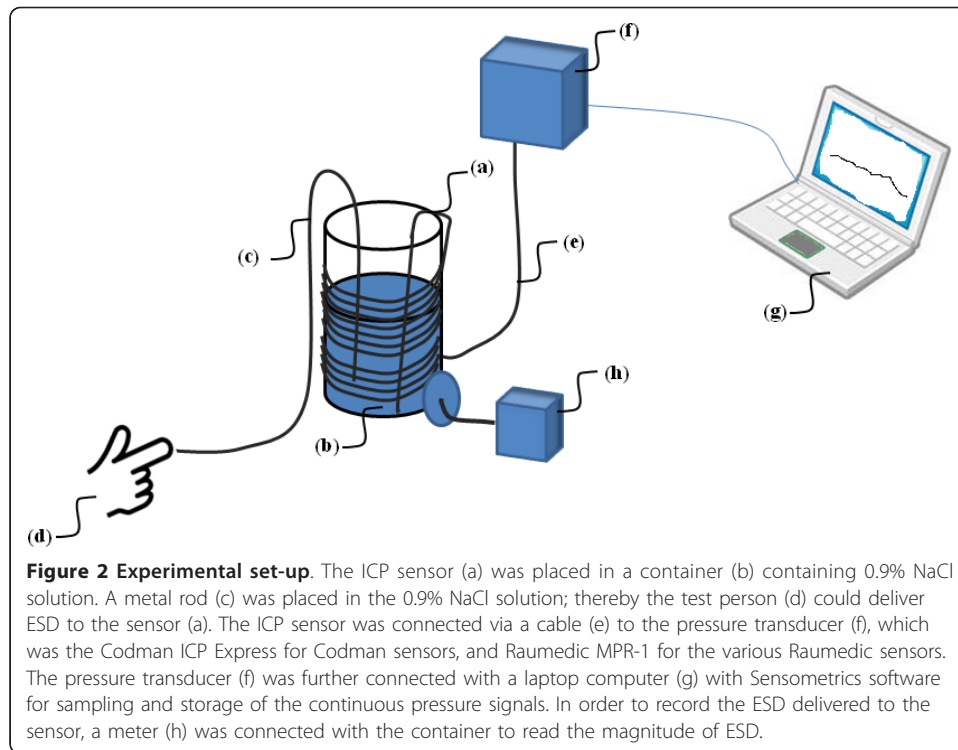 (f)
(a)
(c)
(e)
(g)
(h)
(b)
(d)
Figure 2 Experimental set-up. The ICP sensor (a) was placed in a container (b) containing 0.9% NaCl
solution. A metal rod (c) was placed in the 0.9% NaCl solution; thereby the test person (d) could deliver
ESD to the sensor (a). The ICP sensor was connected via a cable (e) to the pressure transducer (f), which
was the Codman ICP Express for Codman sensors, and Raumedic MPR-1 for the various Raumedic sensors.
The pressure transducer (f) was further connected with a laptop computer (g) with Sensometrics software
for sampling and storage of the continuous pressure signals. In order to record the ESD delivered to the
sensor, a meter (h) was connected with the container to read the magnitude of ESD.